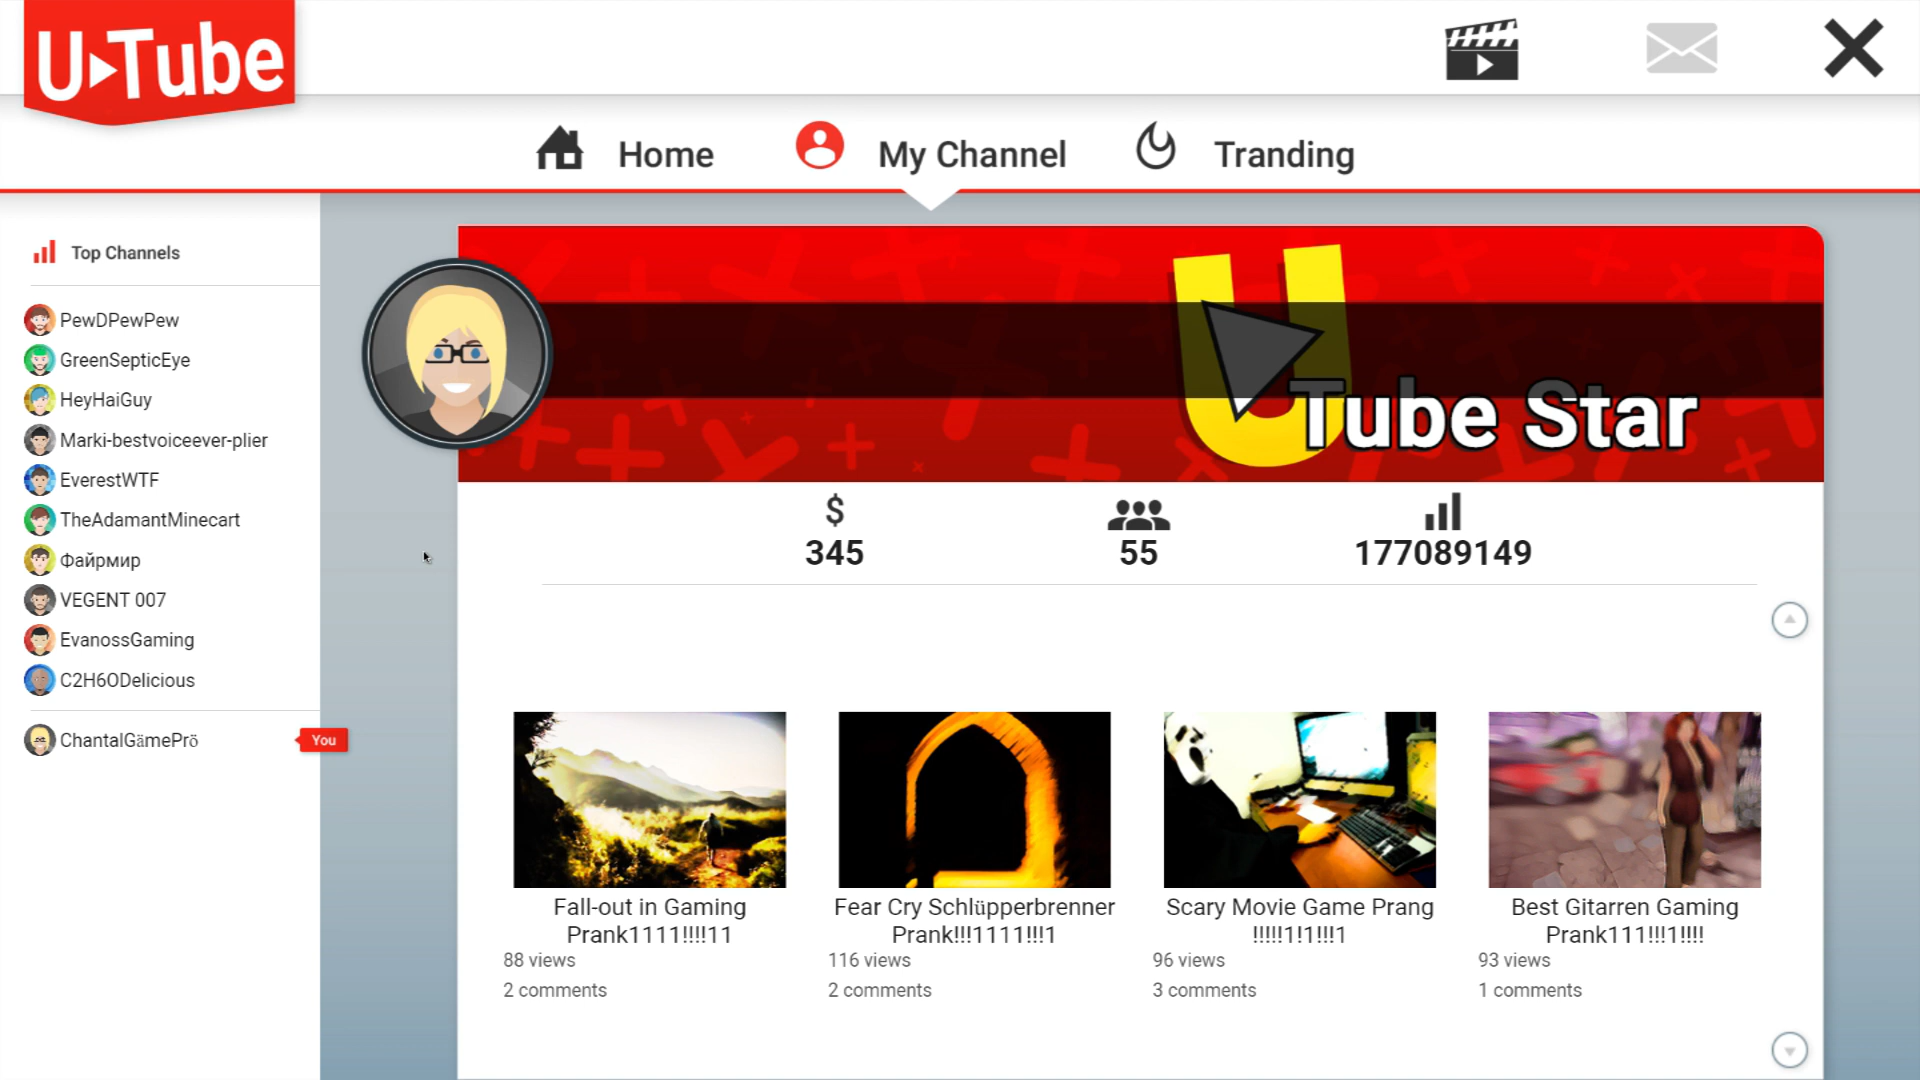 U Tube
Home
My Channel
Tranding
Top Channels
PewDPewPew
GreenSepticEye
HeyHaiGuy
Marki-bestvoiceever-plier
EverestWTF
TheAdamantMinecart
Файрмир
VEGENT 007
EvanossGaming
C2H6ODelicious
ChantalGämePrö
You
U
Tube Star
$
345
55
177089149
Fall-out in Gaming
Prank1111!!!!11
88 views
2 comments
Fear Cry Schlüpperbrenner
Prank!!!1111!!!1
116 views
2 comments
Scary Movie Game Prang
!!!!!1!1!!!1
96 views
3 comments
Best Gitarren Gaming
Prank111!!!1!!!!
93 views
1 comments